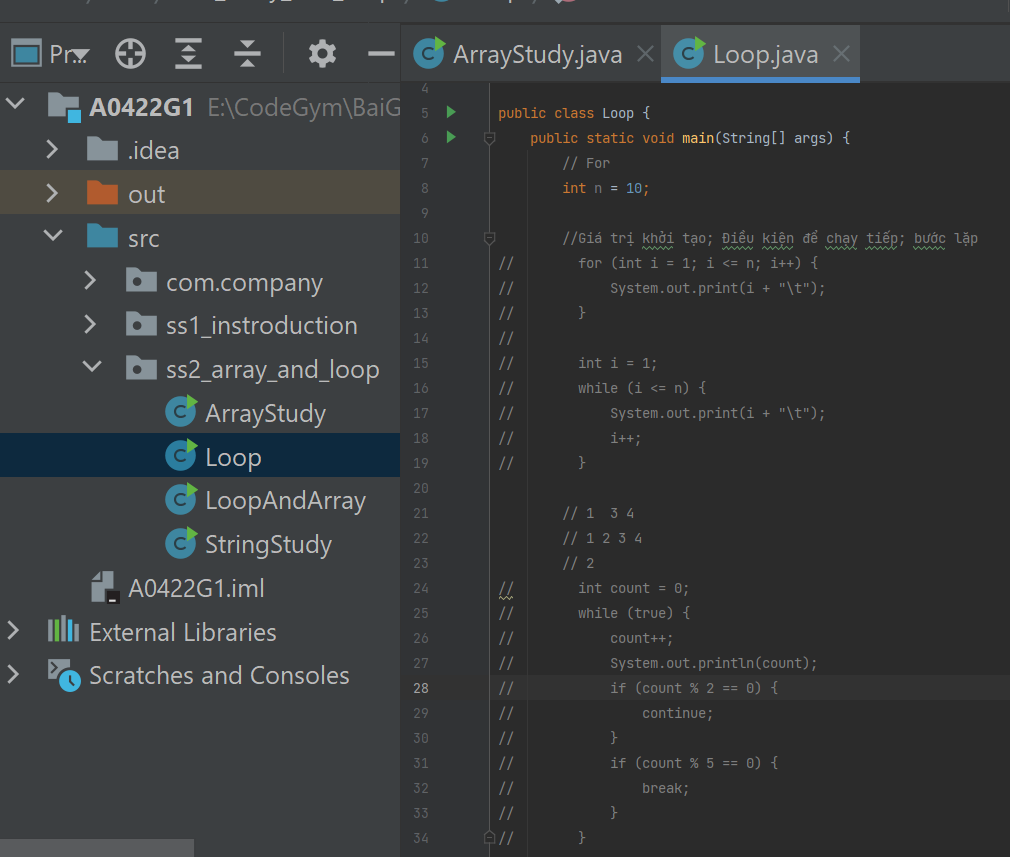 Pr...
ArrayStudy.java
Loop.java
A0422G1 E:\CodeGym\BaiG
.idea
out
src
com.company
ss1_instroduction
ss2_array_and_loop
ArrayStudy
Loop
LoopAndArray
StringStudy
A0422G1.iml
External Libraries
Scratches and Consoles
4
5 public class Loop {
6 public static void main(String[] args) {
7 // For
8 int n = 10;
9
10 //Giá trị khởi tạo; Điều kiện để chạy tiếp; bước lặp
11 // for (int i = 1; i <= n; i++) {
12 // System.out.print(i + "\t");
13 // }
14 //
15 // int i = 1;
16 // while (i <= n) {
17 // System.out.print(i + "\t");
18 // i++;
19 // }
20
21 // 1  3 4
22 // 1 2 3 4
23 // 2
24 // int count = 0;
25 // while (true) {
26 // count++;
27 // System.out.println(count);
28 // if (count % 2 == 0) {
29 // continue;
30 // }
31 // if (count % 5 == 0) {
32 // break;
33 // }
34 // }